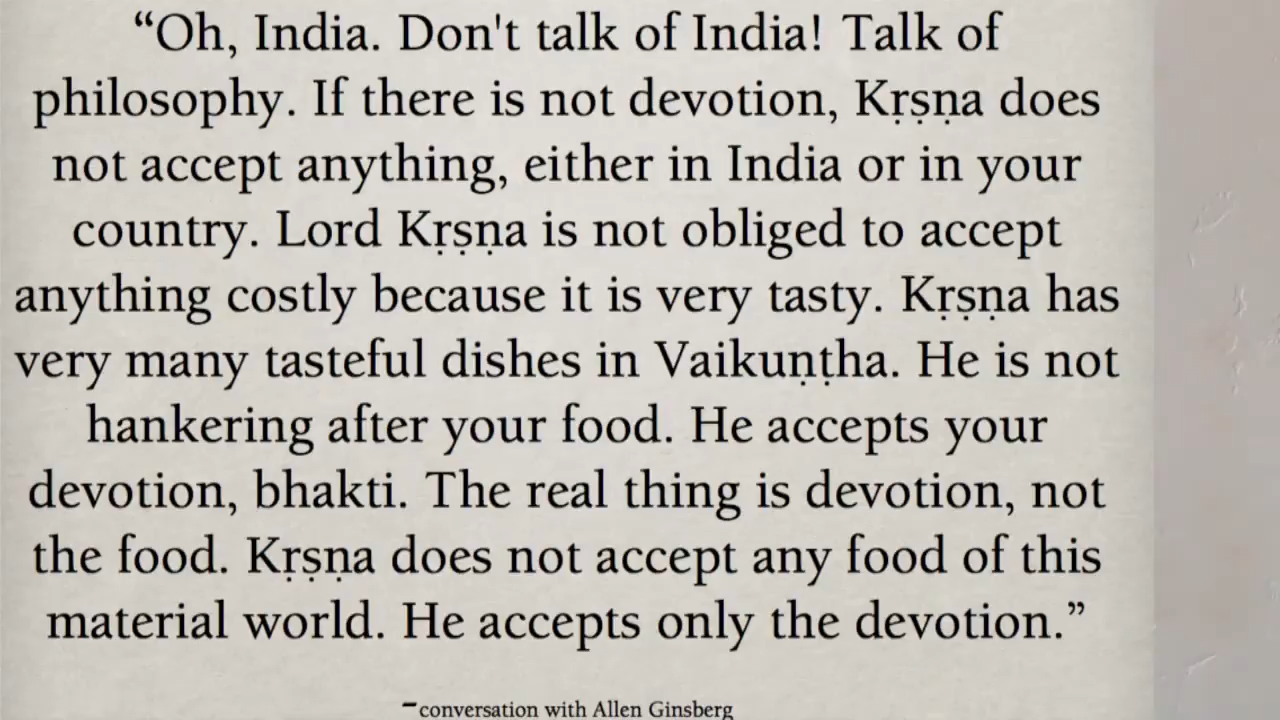 “Oh, India. Don't talk of India! Talk of
philosophy. If there is not devotion, Kṛṣṇa does
not accept anything, either in India or in your
country. Lord Kṛṣṇa is not obliged to accept
anything costly because it is very tasty. Kṛṣṇa has
very many tasteful dishes in Vaikuṇṭha. He is not
hankering after your food. He accepts your
devotion, bhakti. The real thing is devotion, not
the food. Kṛṣṇa does not accept any food of this
material world. He accepts only the devotion.”
-conversation with Allen Ginsberg